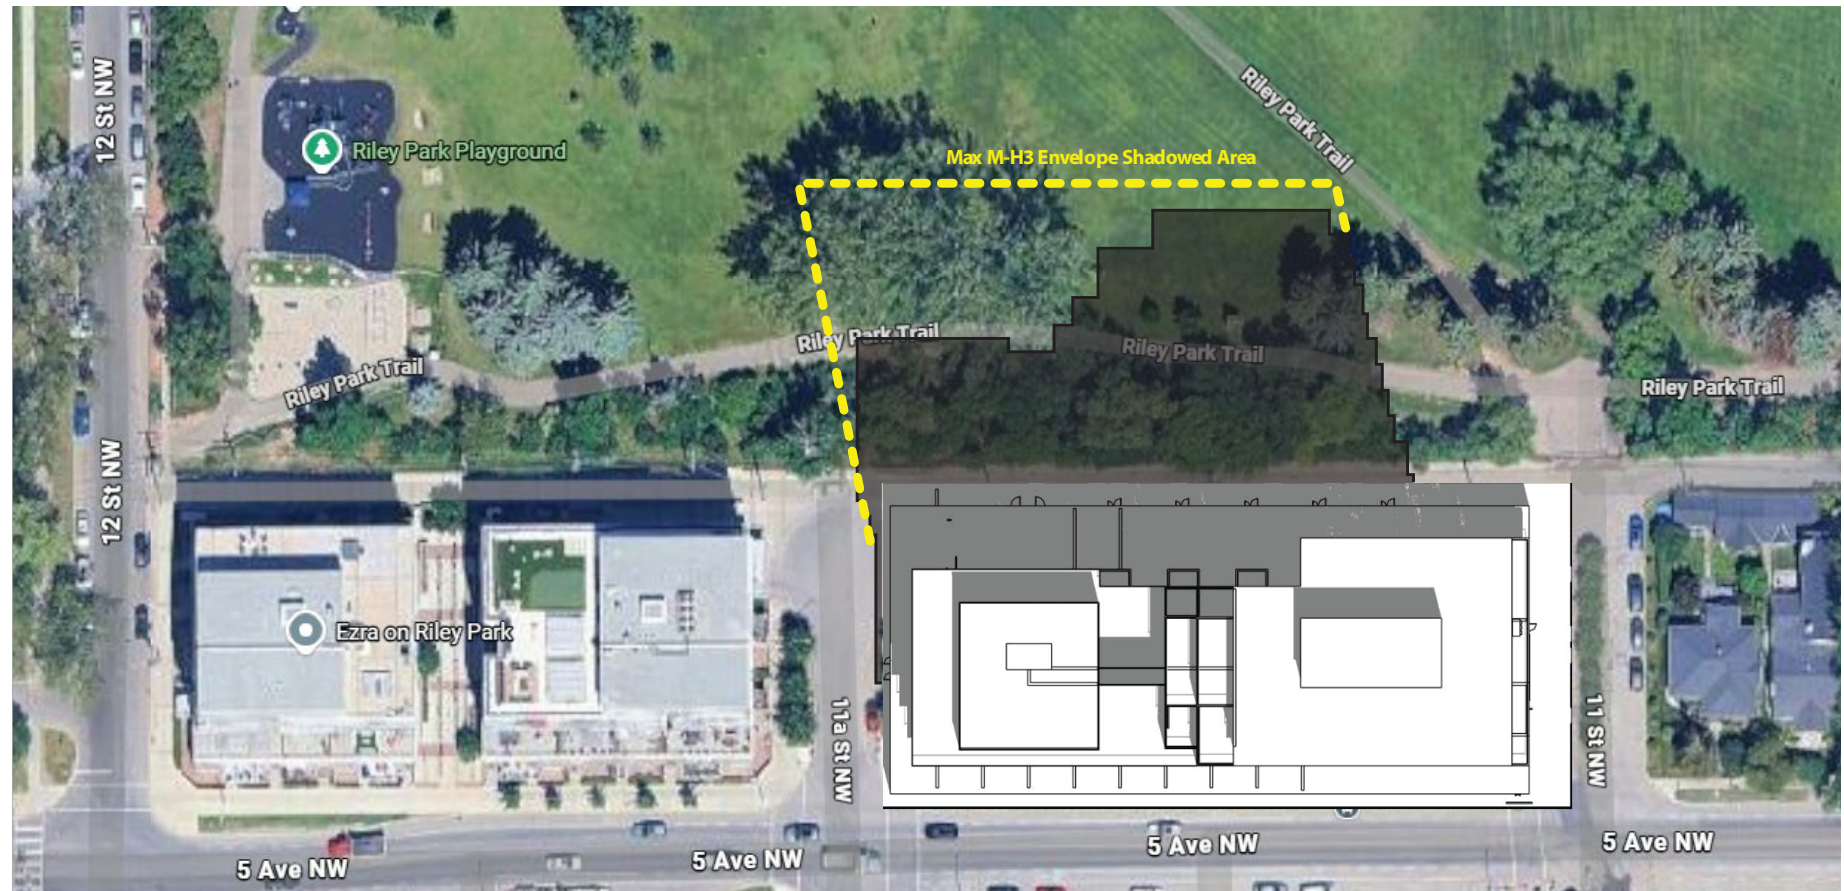 12 St NW
Riley Park Playground
Max M-H3 Envelope Shadowed Area
Riley Park Trail
Riley Park Trail
Riley Park Trail
Riley Park Trail
Riley Park Trail
12 St NW
Ezra on Riley Park
11a St NW
11 St NW
5 Ave NW
5 Ave NW
5 Ave NW
5 Ave NW